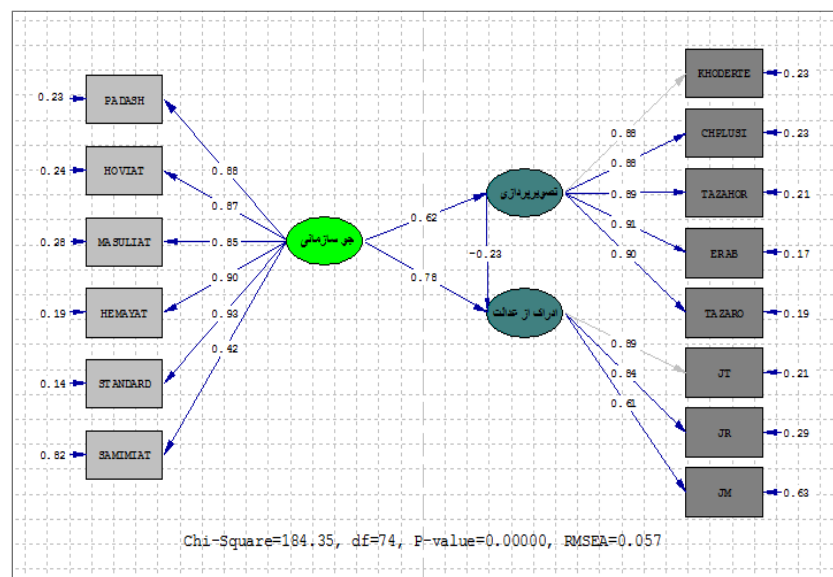 0.23
PADASH
0.24
HOVIAT
0.28
MASULIAT
0.19
HEMAYAT
0.14
STANDARD
0.82
SAMIMIAT
0.88
0.87
0.85
0.90
0.93
0.42
جو سازمانی
0.62
0.78
تصویرپردازی
-0.23
ادراک از عدالت
0.88
0.88
0.89
0.91
0.90
0.89
0.84
0.61
KHODERTE
0.23
CHPLUSI
0.23
TAZAHOR
0.21
ERAB
0.17
TAZARO
0.19
JT
0.21
JR
0.29
JM
0.63
Chi-Square=184.35, df=74, P-value=0.00000, RMSEA=0.057